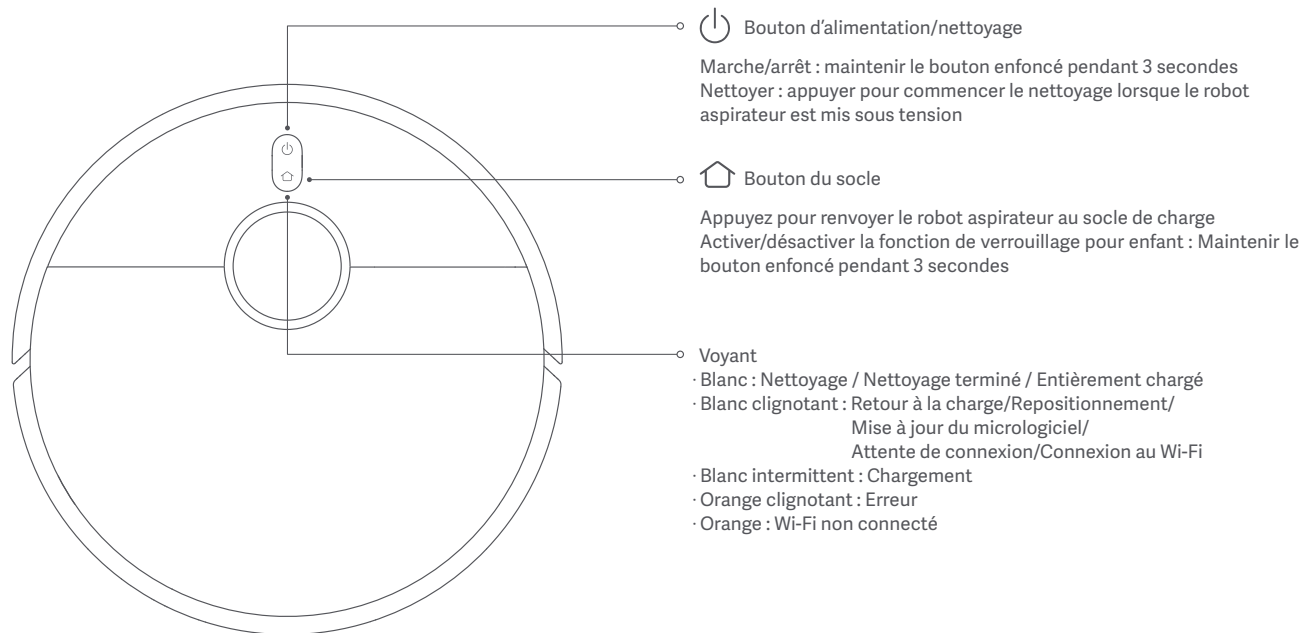 Bouton d’alimentation/nettoyage
Marche/arrêt : maintenir le bouton enfoncé pendant 3 secondes
Nettoyer : appuyer pour commencer le nettoyage lorsque le robot
aspirateur est mis sous tension
Bouton du socle
Appuyez pour renvoyer le robot aspirateur au socle de charge
Activer/désactiver la fonction de verrouillage pour enfant : Maintenir le
bouton enfoncé pendant 3 secondes
Voyant
· Blanc : Nettoyage / Nettoyage terminé / Entièrement chargé
· Blanc clignotant : Retour à la charge/Repositionnement/
Mise à jour du micrologiciel/
Attente de connexion/Connexion au Wi-Fi
· Blanc intermittent : Chargement
· Orange clignotant : Erreur
· Orange : Wi-Fi non connecté